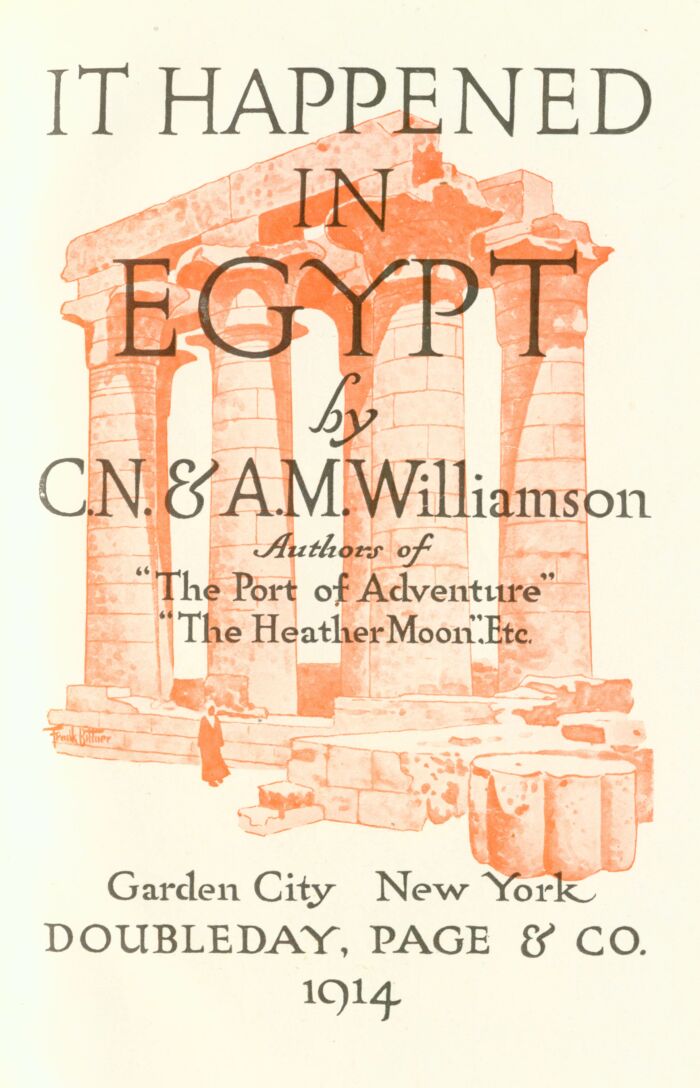 IT HAPPENED
IN
EGYPT
by
C.N. & A.M. Williamson
Authors of
"The Port of Adventure"
"The Heather Moon", Etc.
Garden City New York
DOUBLEDAY, PAGE & CO.
1914